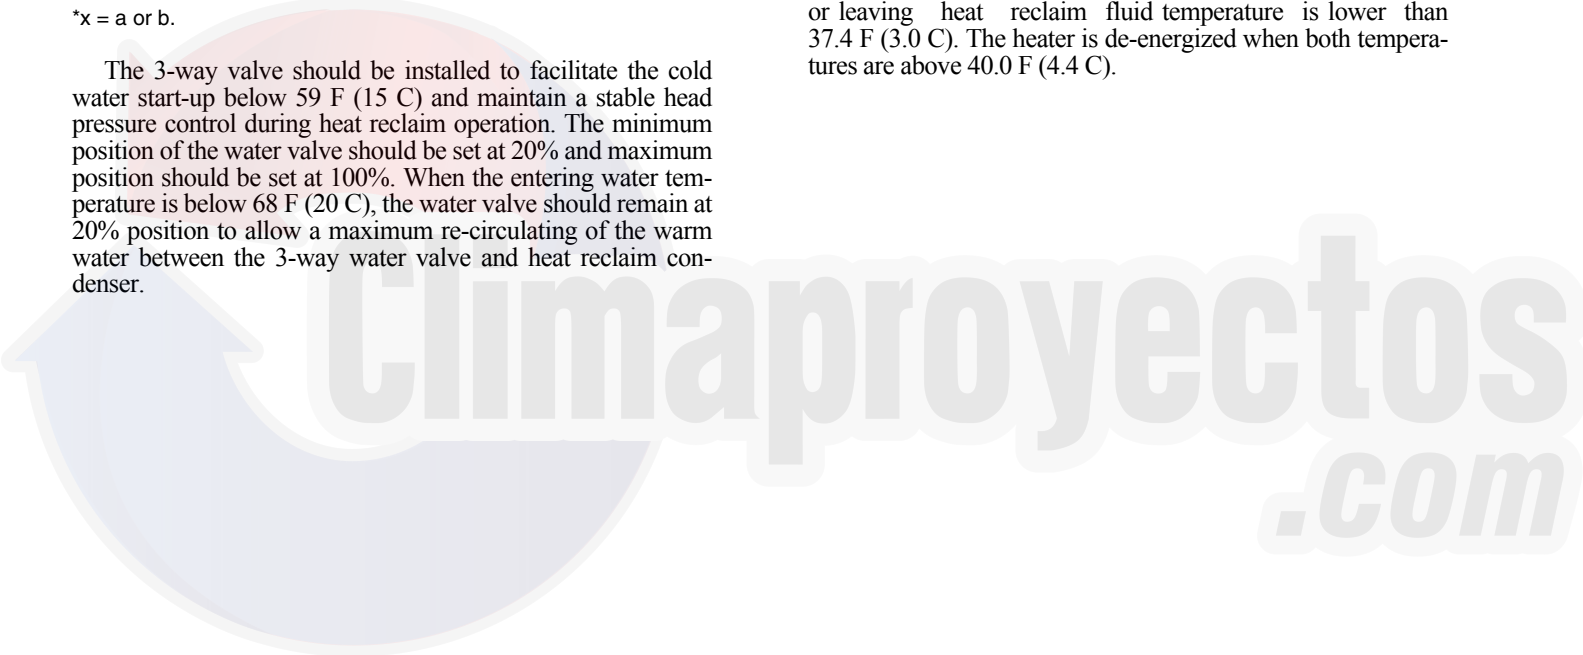 *x = a or b.
The 3-way valve should be installed to facilitate the cold
water start-up below 59 F (15 C) and maintain a stable head
pressure control during heat reclaim operation. The minimum
position of the water valve should be set at 20% and maximum
position should be set at 100%. When the entering water tem-
perature is below 68 F (20 C), the water valve should remain at
20% position to allow a maximum re-circulating of the warm
water between the 3-way water valve and heat reclaim con-
denser.
or leaving heat reclaim fluid temperature is lower than
37.4 F (3.0 C). The heater is de-energized when both tempera-
tures are above 40.0 F (4.4 C).
Climaproyectos
.com